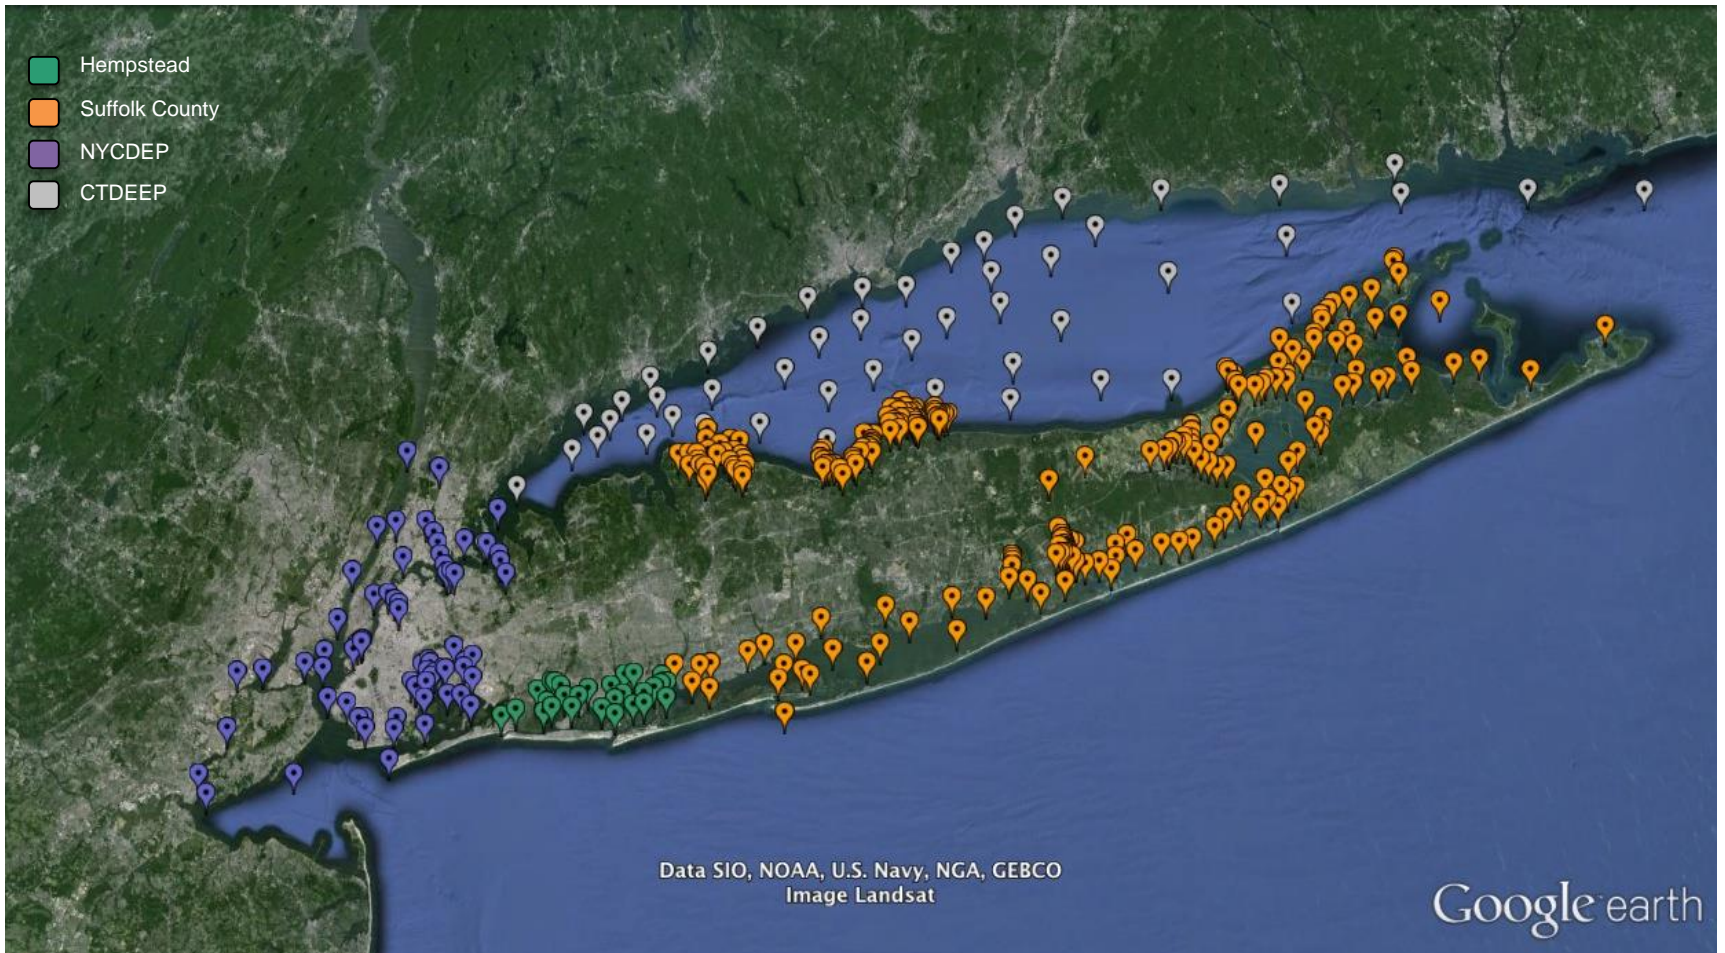 Hempstead
Suffolk County
NYCDEP
CTDEEP
Data SIO, NOAA, U.S. Navy, NGA, GEBCO
Image Landsat
Google earth